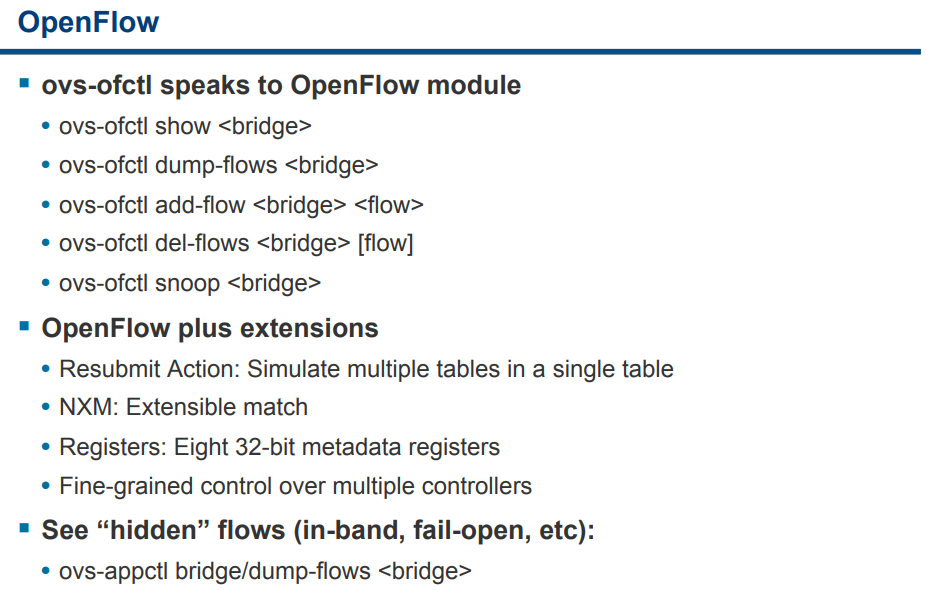 OpenFlow
ovs-ofctl speaks to OpenFlow module
ovs-ofctl show <bridge>
ovs-ofctl dump-flows <bridge>
ovs-ofctl add-flow <bridge> <flow>
ovs-ofctl del-flows <bridge> [flow]
ovs-ofctl snoop <bridge>
OpenFlow plus extensions
Resubmit Action: Simulate multiple tables in a single table
NXM: Extensible match
Registers: Eight 32-bit metadata registers
Fine-grained control over multiple controllers
See “hidden” flows (in-band, fail-open, etc):
ovs-appctl bridge/dump-flows <bridge>